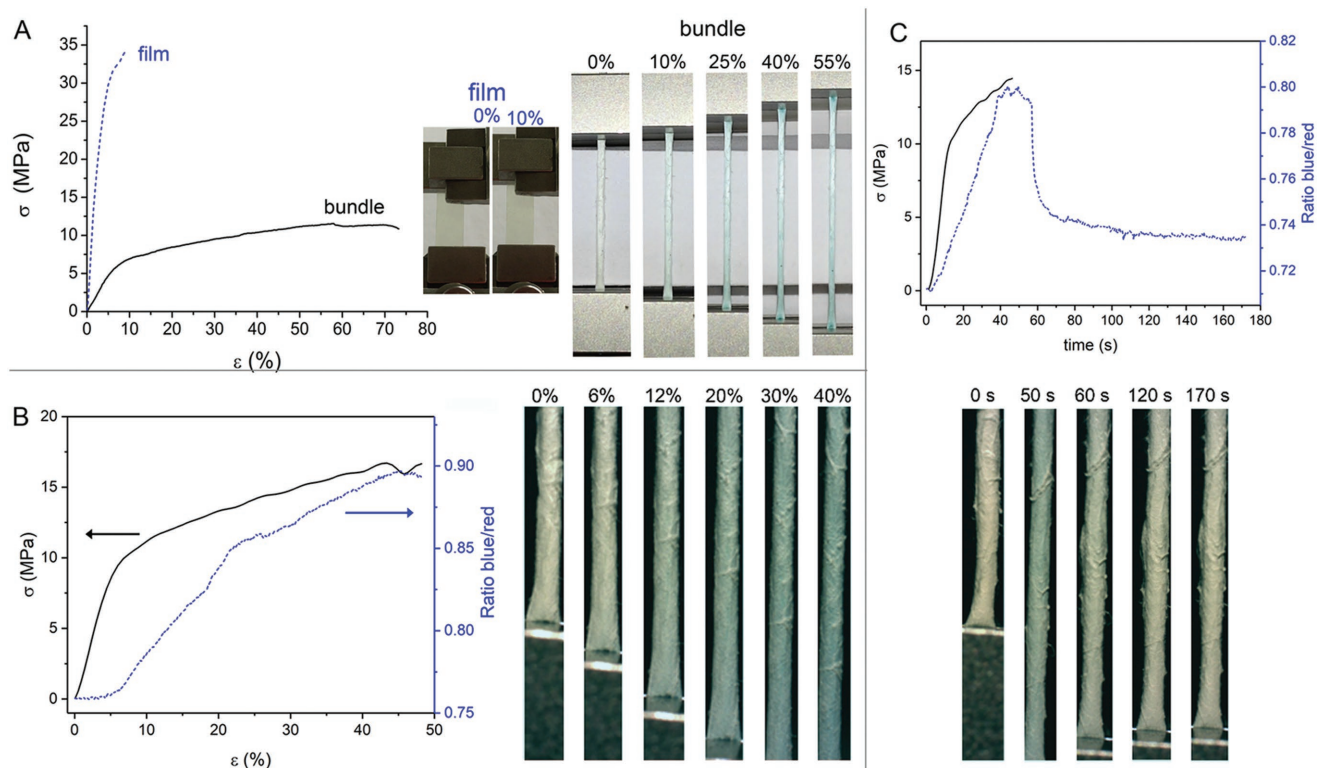 A
σ (MPa)
35
30
25
20
15
10
5
0
film
bundle
0 10 20 30 40 50 60 70 80
ε (%)
film
0% 10%
bundle
0% 10% 25% 40% 55%
B
σ (MPa)
20
15
10
5
0
0.90
0.85
0.80
0.75
Ratio blue/red
0 10 20 30 40 50
ε (%)
0% 6% 12% 20% 30% 40%
C
σ (MPa)
15
10
5
0
0.82
0.80
0.78
0.76
0.74
0.72
Ratio blue/red
0 20 40 60 80 100 120 140 160 180
time (s)
0 s 50 s 60 s 120 s 170 s